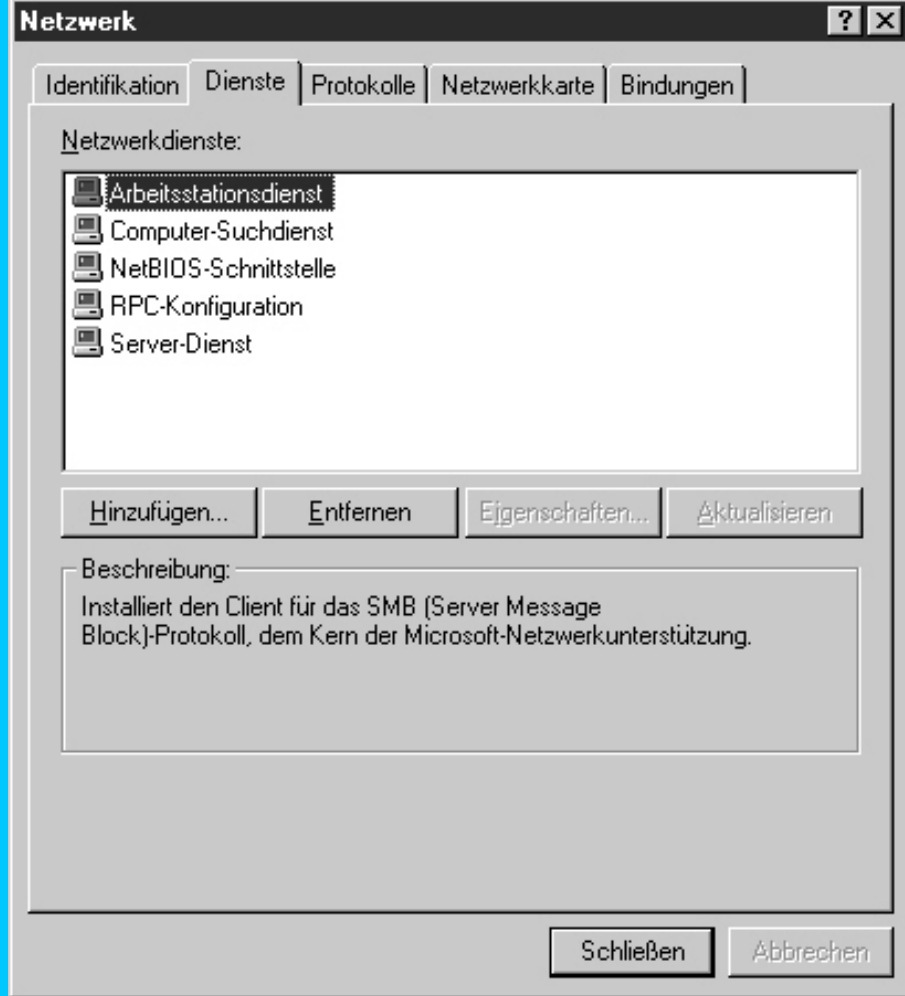 Netzwerk
Identifikation Dienste Protokolle Netzwerkkarte Bindungen
Netzwerkdienste:
Arbeitsstationsdienst
Computer-Suchdienst
NetBIOS-Schnittstelle
RPC-Konfiguration
Server-Dienst
Hinzufügen... Entfernen Eigenschaften... Aktualisieren
Beschreibung:
Installiert den Client für das SMB (Server Message
Block)-Protokoll, dem Kern der Microsoft-Netzwerkunterstützung.
Schließen Abbrechen